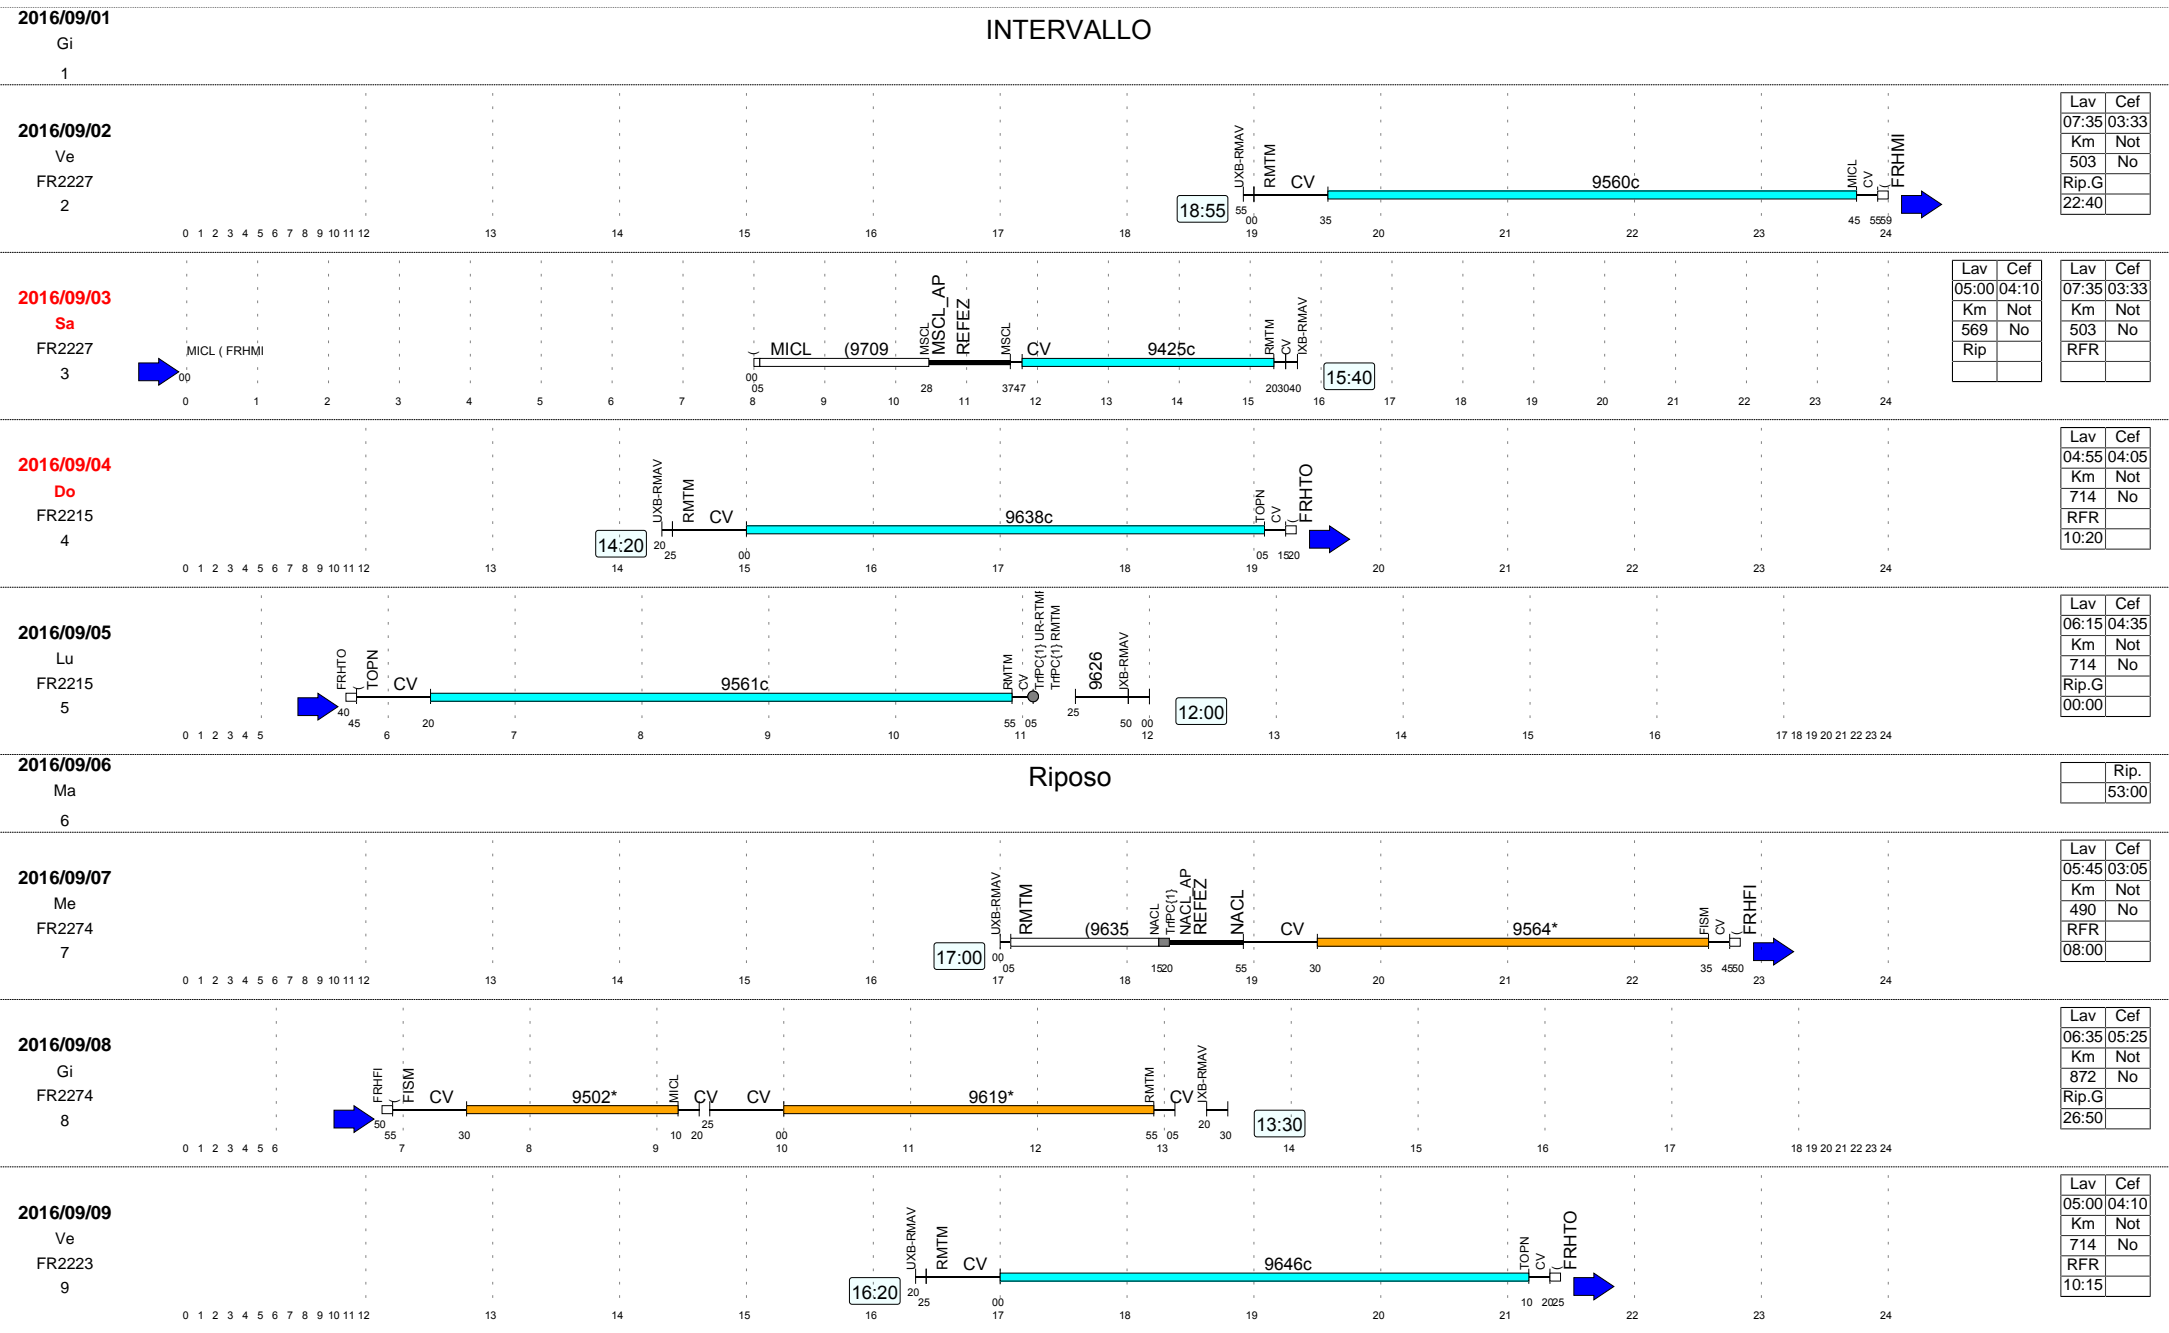 2016/09/01
Gi
1
INTERVALLO
2016/09/02
Ve
FR2227
2
18:55
UXB-RMAV
RMTM
CV
9560c
MICL
CV
(
FRHMI
55 00 35 45 55 59
0 1 2 3 4 5 6 7 8 9 10 11 12 13 14 15 16 17 18 19 20 21 22 23 24
Lav Cef
07:35 03:33
Km Not
503 No
Rip.G
22:40
2016/09/03
Sa
FR2227
3
MICL ( FRHMI
00
(
MICL
(9709
MSCL
MSCL_AP
REFEZ
MSCL
CV
9425c
RMTM
CV
IXB-RMAV
15:40
00 05 28 37 47 20 30 40
0 1 2 3 4 5 6 7 8 9 10 11 12 13 14 15 16 17 18 19 20 21 22 23 24
Lav Cef
05:00 04:10
Km Not
569 No
Rip
Lav Cef
07:35 03:33
Km Not
503 No
RFR
2016/09/04
Do
FR2215
4
14:20
UXB-RMAV
RMTM
CV
9638c
TOPN
CV
(
FRHTO
20 25 00 05 15 20
0 1 2 3 4 5 6 7 8 9 10 11 12 13 14 15 16 17 18 19 20 21 22 23 24
Lav Cef
04:55 04:05
Km Not
714 No
RFR
10:20
2016/09/05
Lu
FR2215
5
FRHTO
(
TOPN
CV
9561c
RMTM
CV
TrfPC{1} UR-RTMF
TrfPC{1} RMTM
9626
IXB-RMAV
12:00
40 45 20 55 05 25 50 00
0 1 2 3 4 5 6 7 8 9 10 11 12 13 14 15 16 17 18 19 20 21 22 23 24
Lav Cef
06:15 04:35
Km Not
714 No
Rip.G
00:00
2016/09/06
Ma
6
Riposo
Rip.
53:00
2016/09/07
Me
FR2274
7
17:00
UXB-RMAV
RMTM
(9635
NACL
TrfPC{1}
NACL_AP
REFEZ
NACL
CV
9564*
FISM
CV
(
FRHFI
00 05 15 20 55 30 35 45 50
0 1 2 3 4 5 6 7 8 9 10 11 12 13 14 15 16 17 18 19 20 21 22 23 24
Lav Cef
05:45 03:05
Km Not
490 No
RFR
08:00
2016/09/08
Gi
FR2274
8
FRHFI
(
FISM
CV
9502*
MICL
CV
CV
9619*
RMTM
CV
IXB-RMAV
13:30
50 55 30 10 20 25 00 55 05 20 30
0 1 2 3 4 5 6 7 8 9 10 11 12 13 14 15 16 17 18 19 20 21 22 23 24
Lav Cef
06:35 05:25
Km Not
872 No
Rip.G
26:50
2016/09/09
Ve
FR2223
9
16:20
UXB-RMAV
RMTM
CV
9646c
TOPN
CV
(
FRHTO
20 25 00 10 20 25
0 1 2 3 4 5 6 7 8 9 10 11 12 13 14 15 16 17 18 19 20 21 22 23 24
Lav Cef
05:00 04:10
Km Not
714 No
RFR
10:15